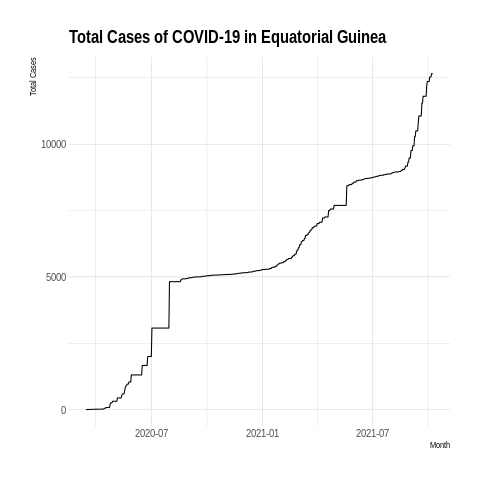 Total Cases of COVID-19 in Equatorial Guinea
Total Cases
10000
5000
0
2020-07
2021-01
2021-07
Month